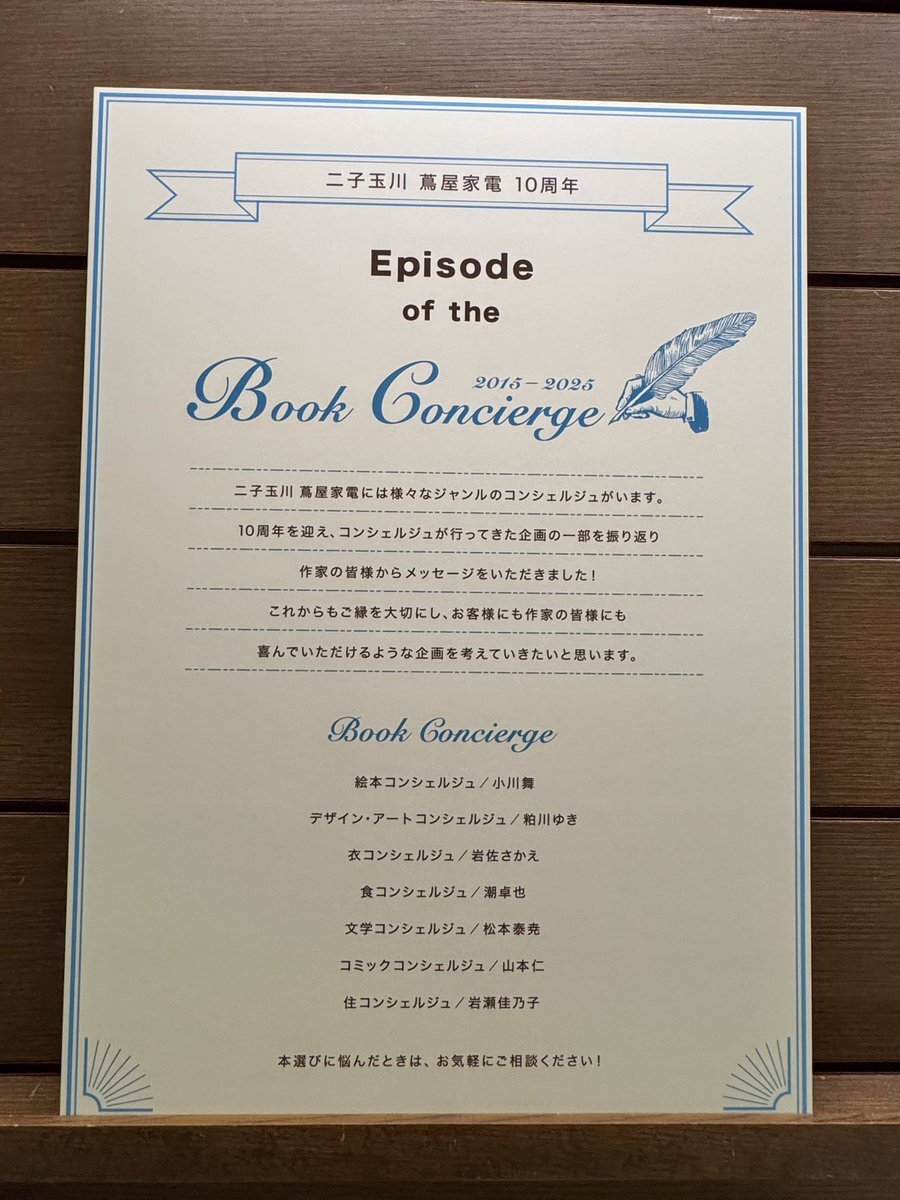 二子玉川 蔦屋家電 10周年
Episode
of the
2015－2025
Book Concierge
二子玉川 蔦屋家電には様々なジャンルのコンシェルジュがいます。
10周年を迎え、コンシェルジュが行ってきた企画の一部を振り返り
作家の皆様からメッセージをいただきました！
これからもご縁を大切にし、お客様にも作家の皆様にも
喜んでいただけるような企画を考えていきたいと思います。
Book Concierge
絵本コンシェルジュ／小川舞
デザイン・アートコンシェルジュ／粕川ゆき
衣コンシェルジュ／岩佐さかえ
食コンシェルジュ／潮卓也
文学コンシェルジュ／松本泰尭
コミックコンシェルジュ／山本仁
住コンシェルジュ／岩瀬佳乃子
本選びに悩んだときは、お気軽にご相談ください！